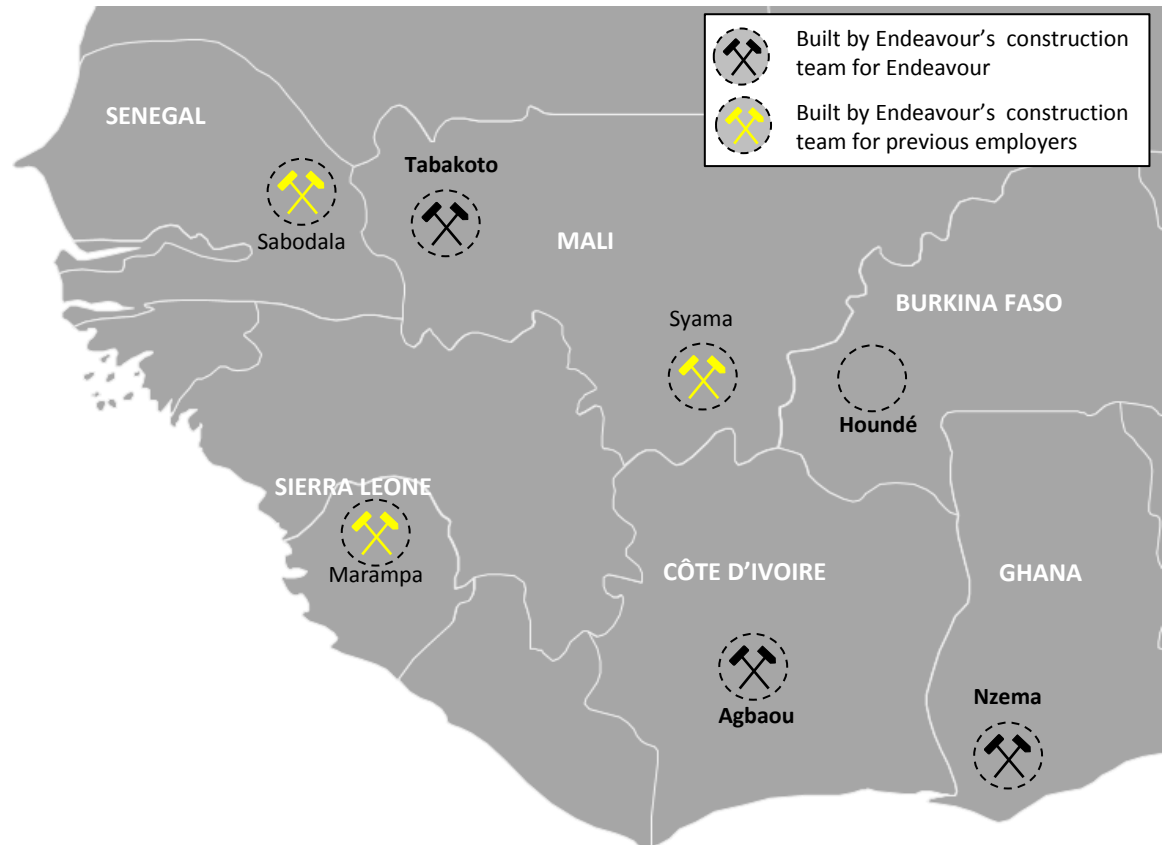 Built by Endeavour's construction
team for Endeavour
Built by Endeavour's construction
team for previous employers
SENEGAL
Tabakoto
Sabodala
MALI
BURKINA FASO
Syama
Houndé
SIERRA LEONE
Marampa
CÔTE D'IVOIRE
GHANA
Agbaou
Nzema